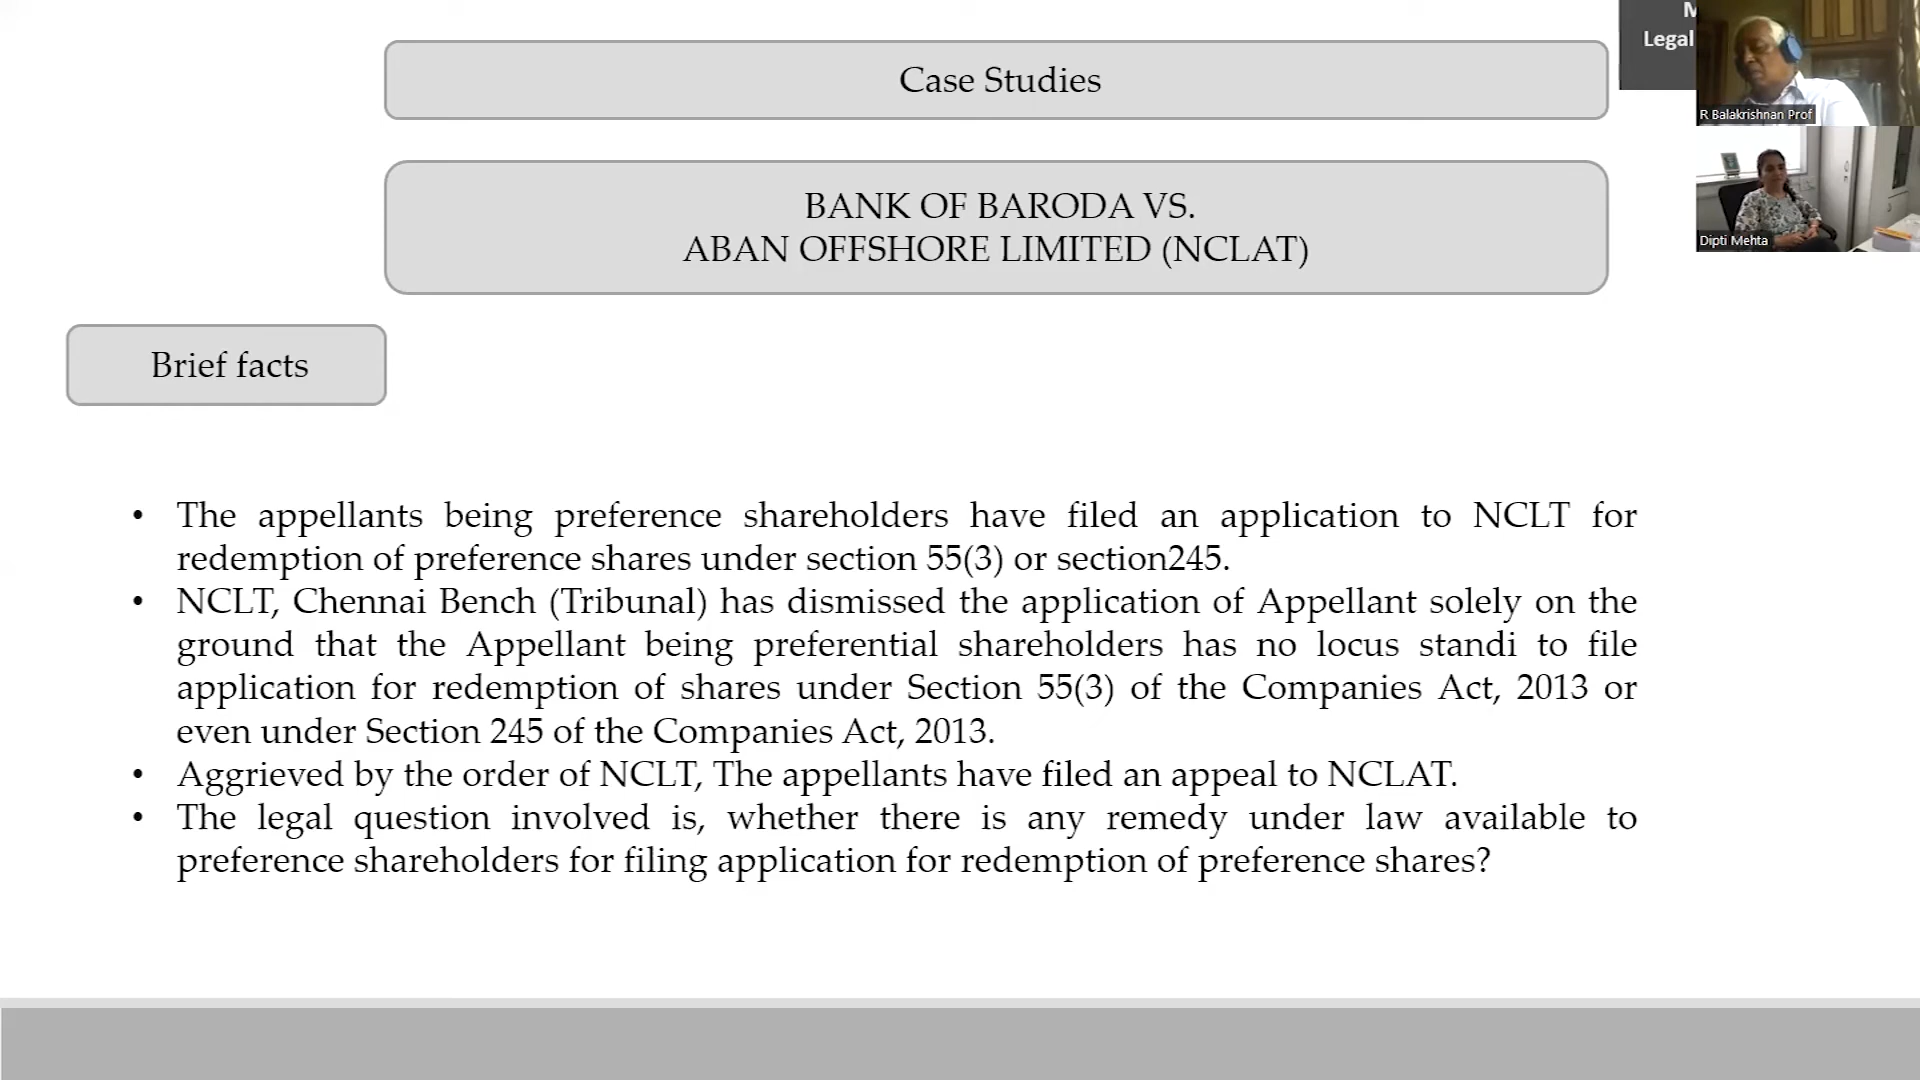 Case Studies
M
Legal
R Balakrishnan Prof
BANK OF BARODA VS.
ABAN OFFSHORE LIMITED (NCLAT)
Dipti Mehta
Brief facts
• The appellants being preference shareholders have filed an application to NCLT for
redemption of preference shares under section 55(3) or section245.
• NCLT, Chennai Bench (Tribunal) has dismissed the application of Appellant solely on the
ground that the Appellant being preferential shareholders has no locus standi to file
application for redemption of shares under Section 55(3) of the Companies Act, 2013 or
even under Section 245 of the Companies Act, 2013.
• Aggrieved by the order of NCLT, The appellants have filed an appeal to NCLAT.
• The legal question involved is, whether there is any remedy under law available to
preference shareholders for filing application for redemption of preference shares?